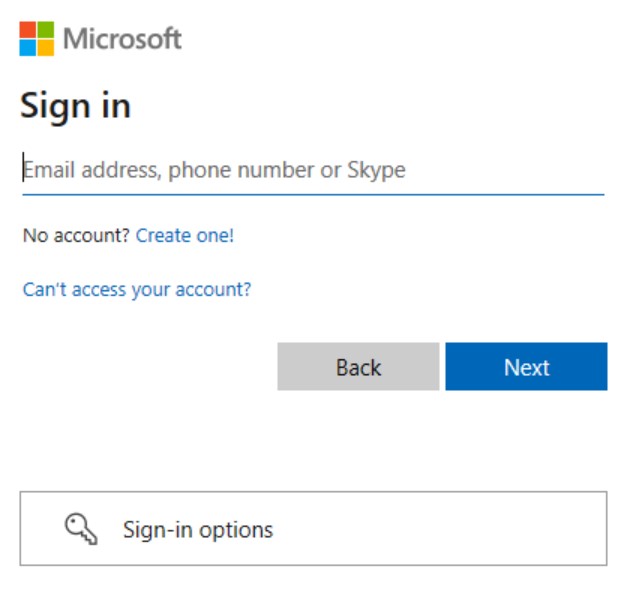 Microsoft
Sign in
Email address, phone number or Skype
No account? Create one!
Can't access your account?
Back
Next
Sign-in options